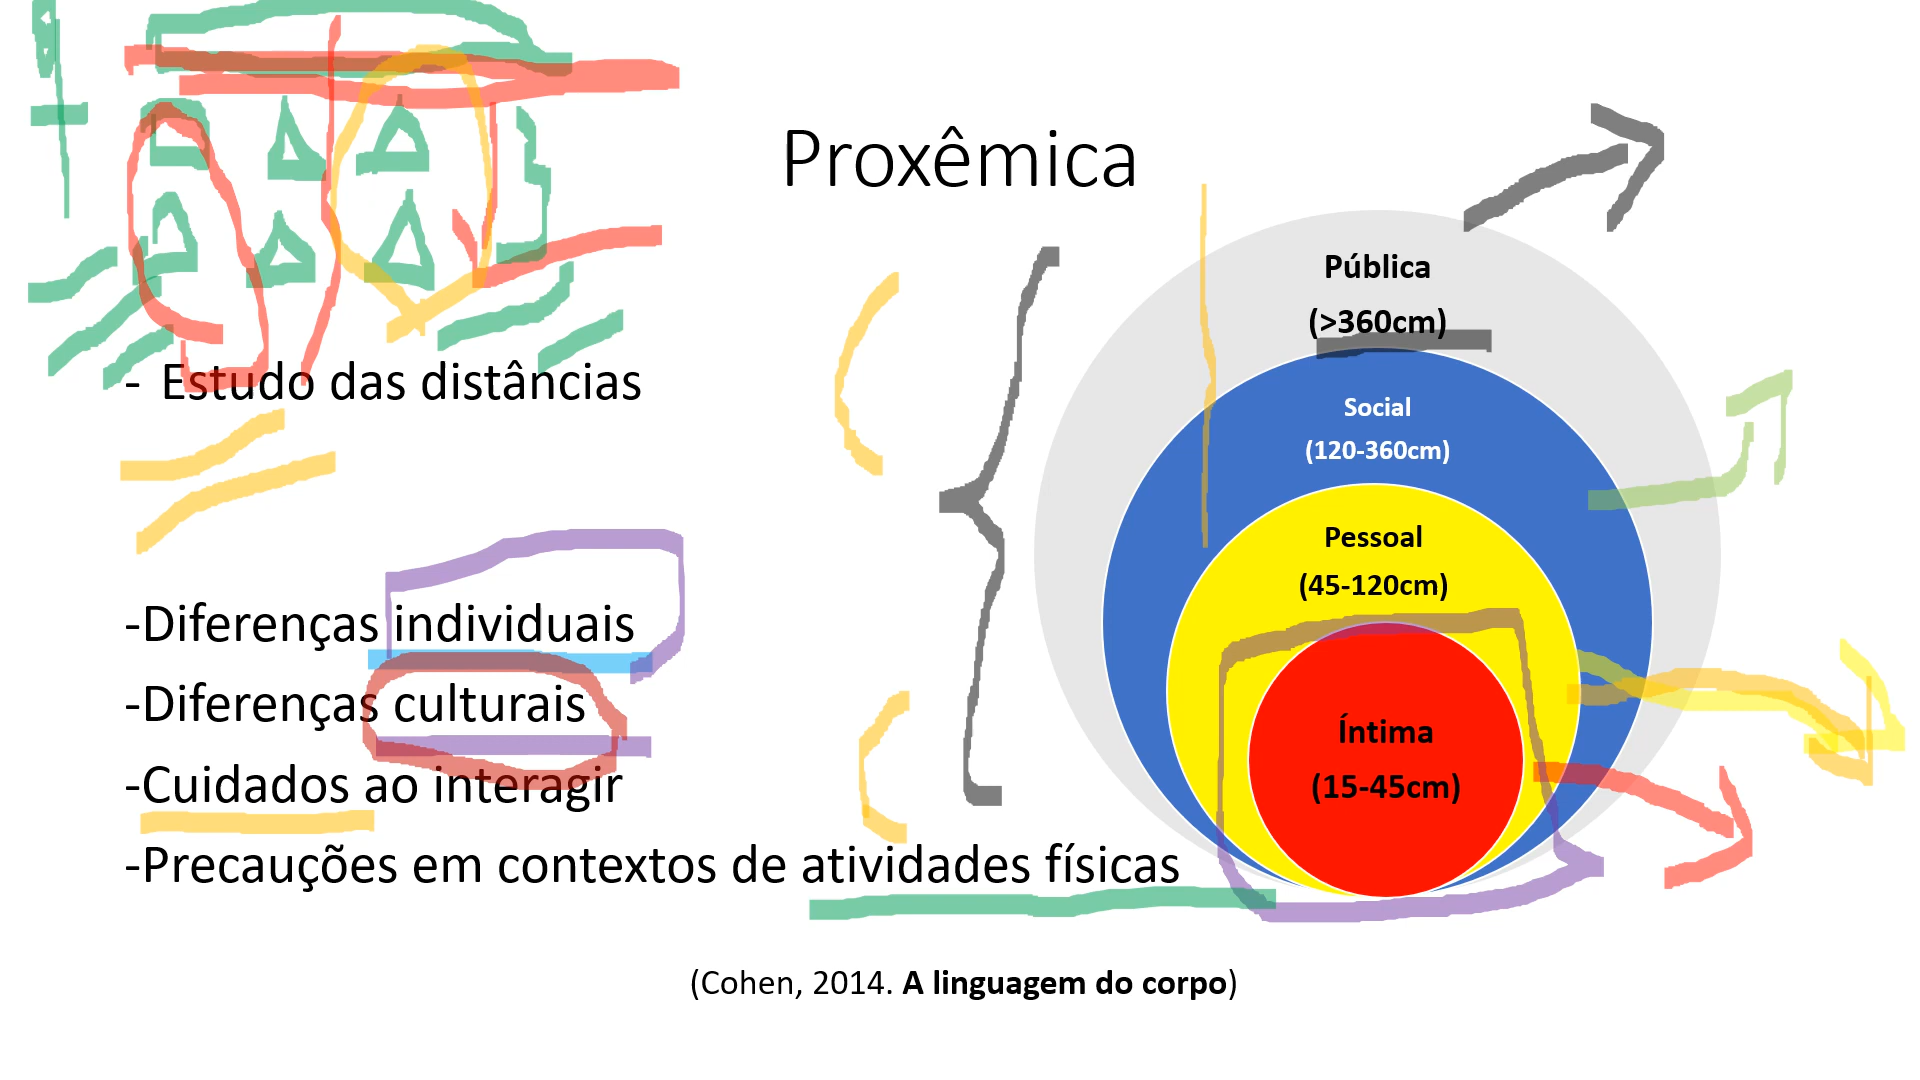 Proxêmica
- Estudo das distâncias
-Diferenças individuais
-Diferenças culturais
-Cuidados ao interagir
-Precauções em contextos de atividades físicas
Pública
(>360cm)
Social
(120-360cm)
Pessoal
(45-120cm)
Íntima
(15-45cm)
(Cohen, 2014. A linguagem do corpo)